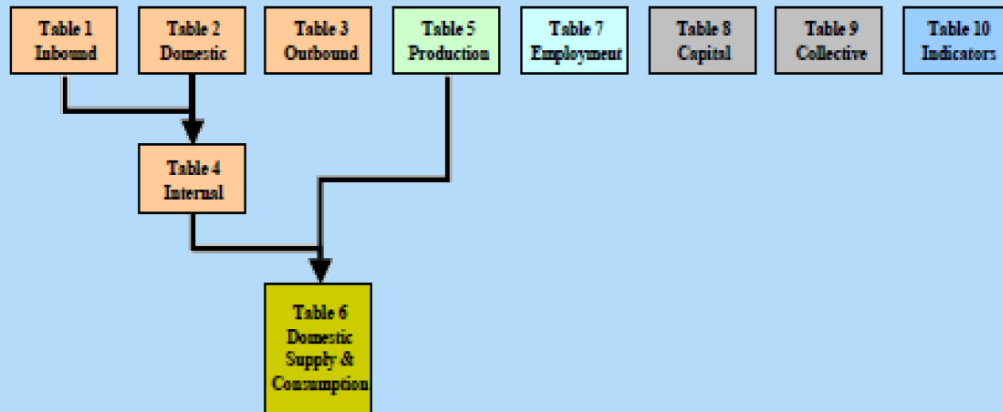 Table 1
Inbound
Table 2
Domestic
Table 3
Outbound
Table 5
Production
Table 7
Employment
Table 8
Capital
Table 9
Collective
Table 10
Indicators
Table 4
Internal
Table 6
Domestic
Supply &
Consumption